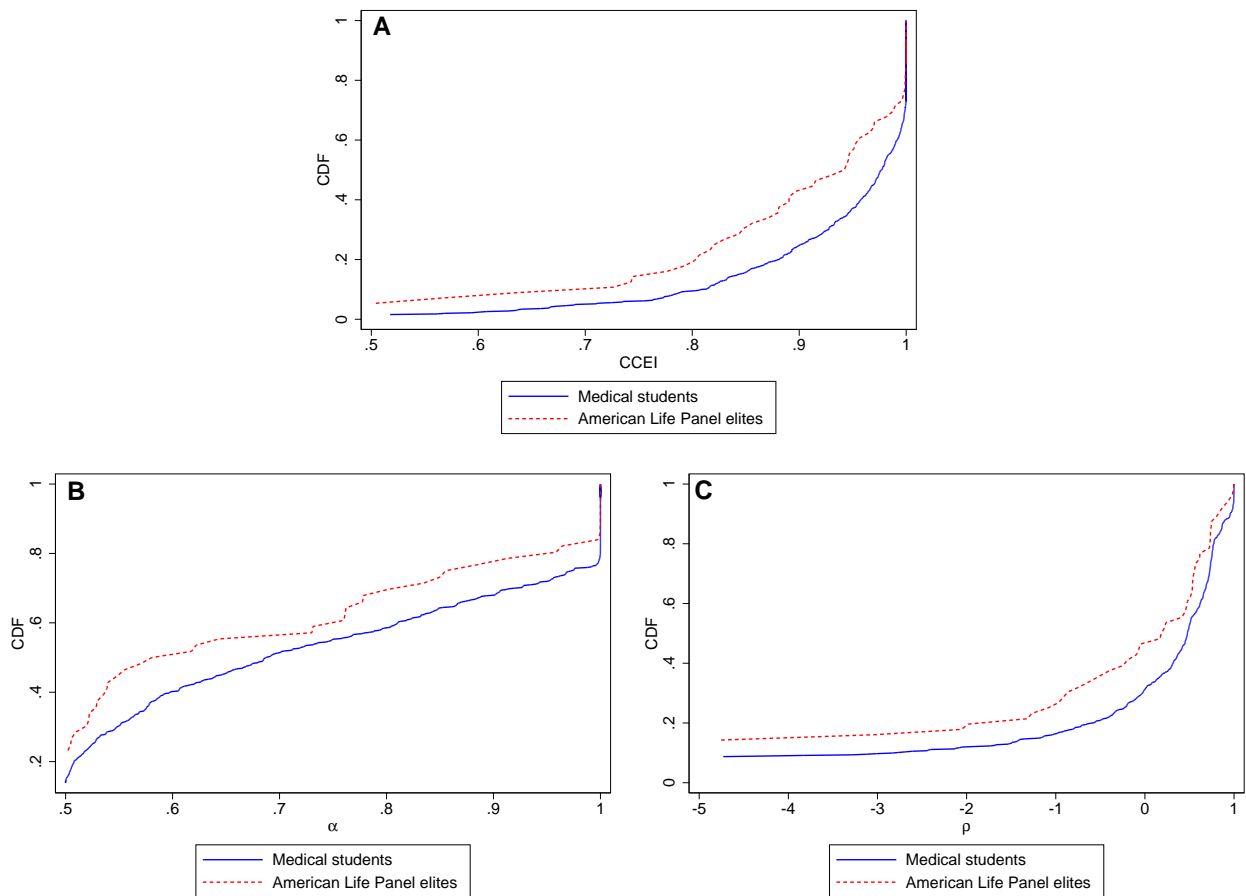 A
CDF
0 .2 .4 .6 .8 1
.5 .6 .7 .8 .9 1
CCEI
Medical students
American Life Panel elites
B
CDF
.2 .4 .6 .8 1
.5 .6 .7 .8 .9 1
α
Medical students
American Life Panel elites
C
CDF
0 .2 .4 .6 .8 1
-5 -4 -3 -2 -1 0 1
ρ
Medical students
American Life Panel elites